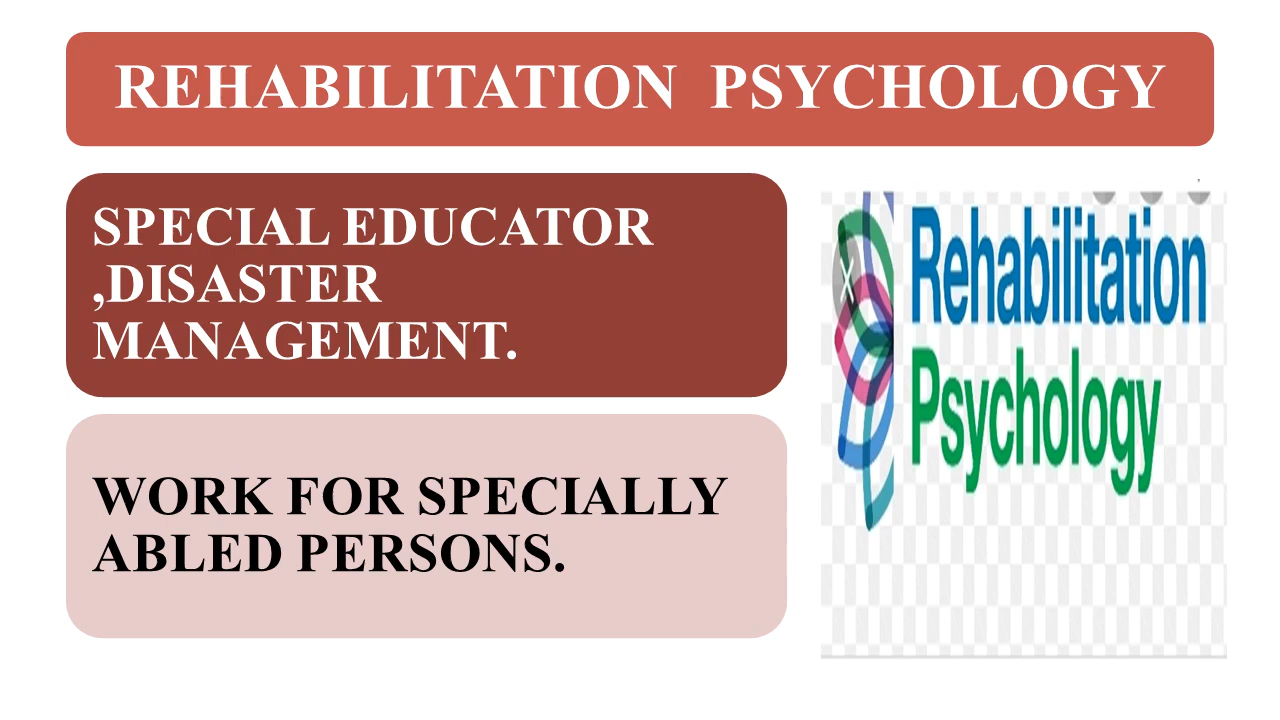 REHABILITATION PSYCHOLOGY
SPECIAL EDUCATOR
,DISASTER
MANAGEMENT.
WORK FOR SPECIALLY
ABLED PERSONS.
Rehabilitation
Psychology